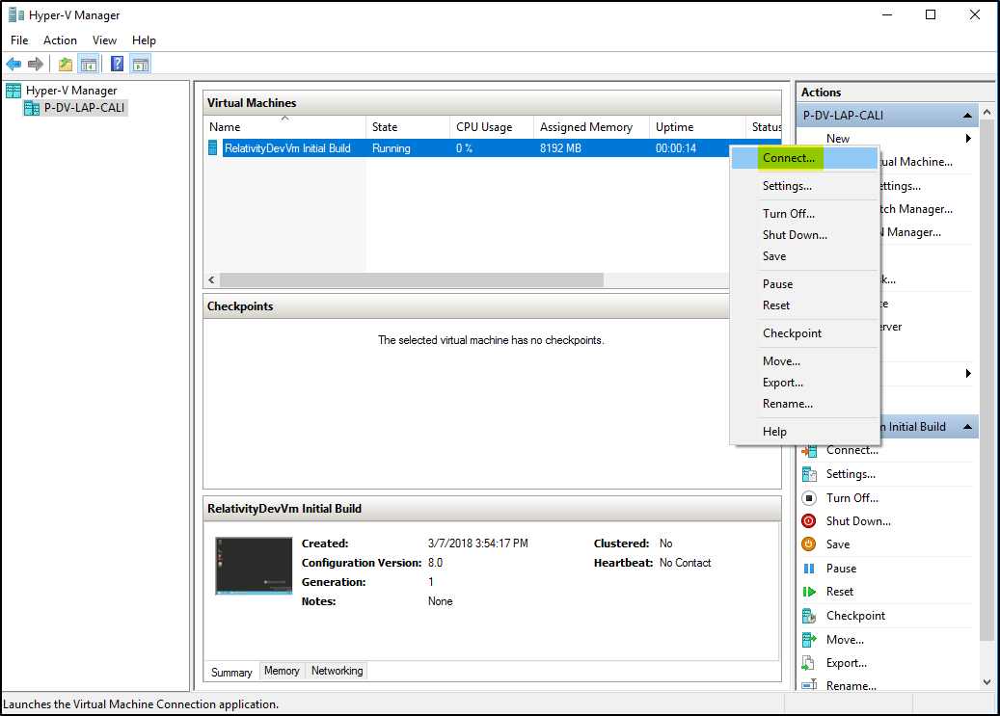 Hyper-V Manager
File Action View Help
Hyper-V Manager
P-DV-LAP-CALI
Virtual Machines
Name State CPU Usage Assigned Memory Uptime Status
RelativityDevVm Initial Build Running 0 % 8192 MB 00:00:14
Connect...
Settings...
Turn Off...
Shut Down...
Save
Pause
Reset
Checkpoint
Move...
Export...
Rename...
Help
Checkpoints
The selected virtual machine has no checkpoints.
RelativityDevVm Initial Build
Created: 3/7/2018 3:54:17 PM Clustered: No
Configuration Version: 8.0 Heartbeat: No Contact
Generation: 1
Notes: None
Summary Memory Networking
Actions
P-DV-LAP-CALI
New
Machine...
Manager...
Manager...
Initial Build
Connect...
Settings...
Turn Off...
Shut Down...
Save
Pause
Reset
Checkpoint
Move...
Export...
Rename...
Launches the Virtual Machine Connection application.